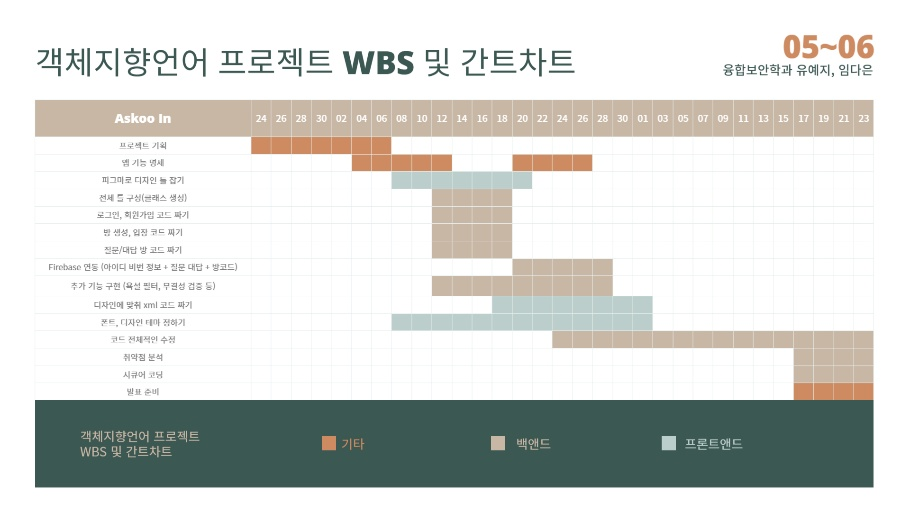 객체지향언어 프로젝트 WBS 및 간트차트
05~06
융합보안학과 유예지, 임다은
Askoo In 24 26 28 30 02 04 06 08 10 12 14 16 18 20 22 24 26 28 30 01 03 05 07 09 11 13 15 17 19 21 23
프로젝트 기획
앱 기능 명세
피그마로 디자인 틀 잡기
전체 틀 구성(클래스 생성)
로그인, 회원가입 코드 짜기
방 생성, 입장 코드 짜기
질문/대답 방 코드 짜기
Firebase 연동 (아이디 비번 정보 + 질문 대답 + 방코드)
추가 기능 구현 (욕설 필터, 무결성 검증 등)
디자인에 맞춰 xml 코드 짜기
폰트, 디자인 테마 정하기
코드 전체적인 수정
취약점 분석
시큐어 코딩
발표 준비
객체지향언어 프로젝트
WBS 및 간트차트
기타
백앤드
프론트앤드